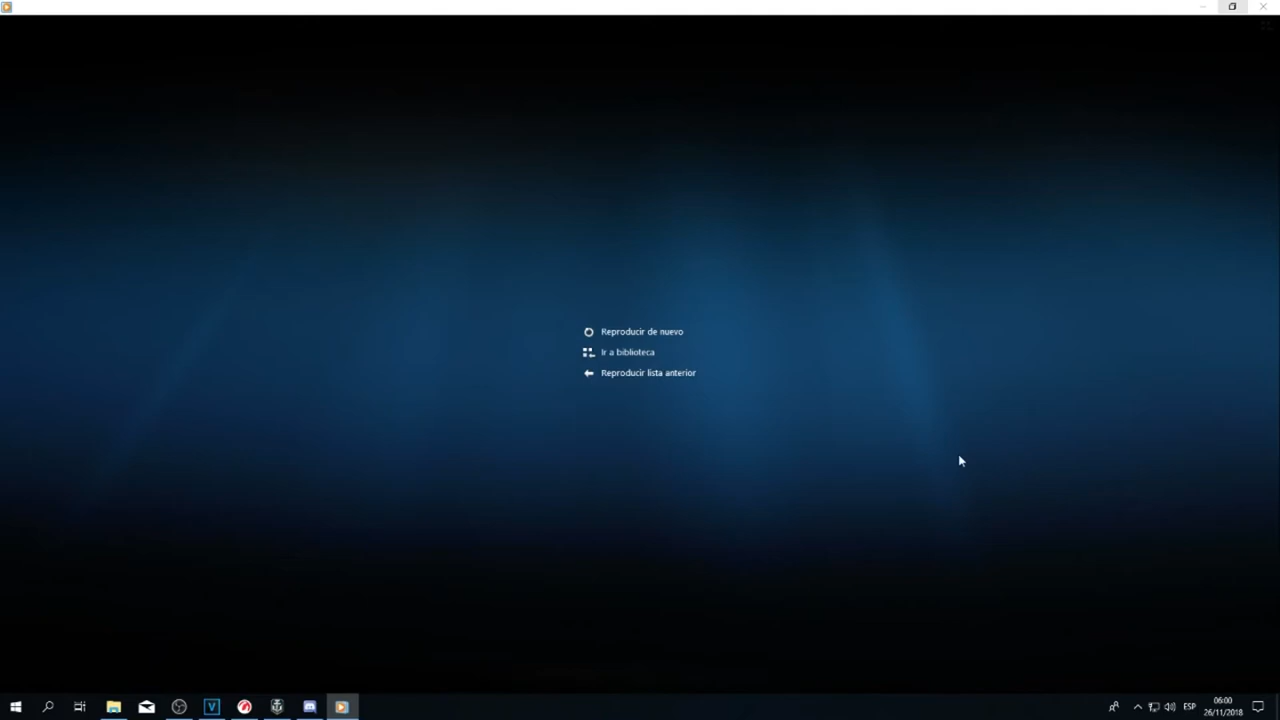 Reproducir de nuevo
Ir a biblioteca
Reproducir lista anterior
V
ESP
06:00
26/11/2018